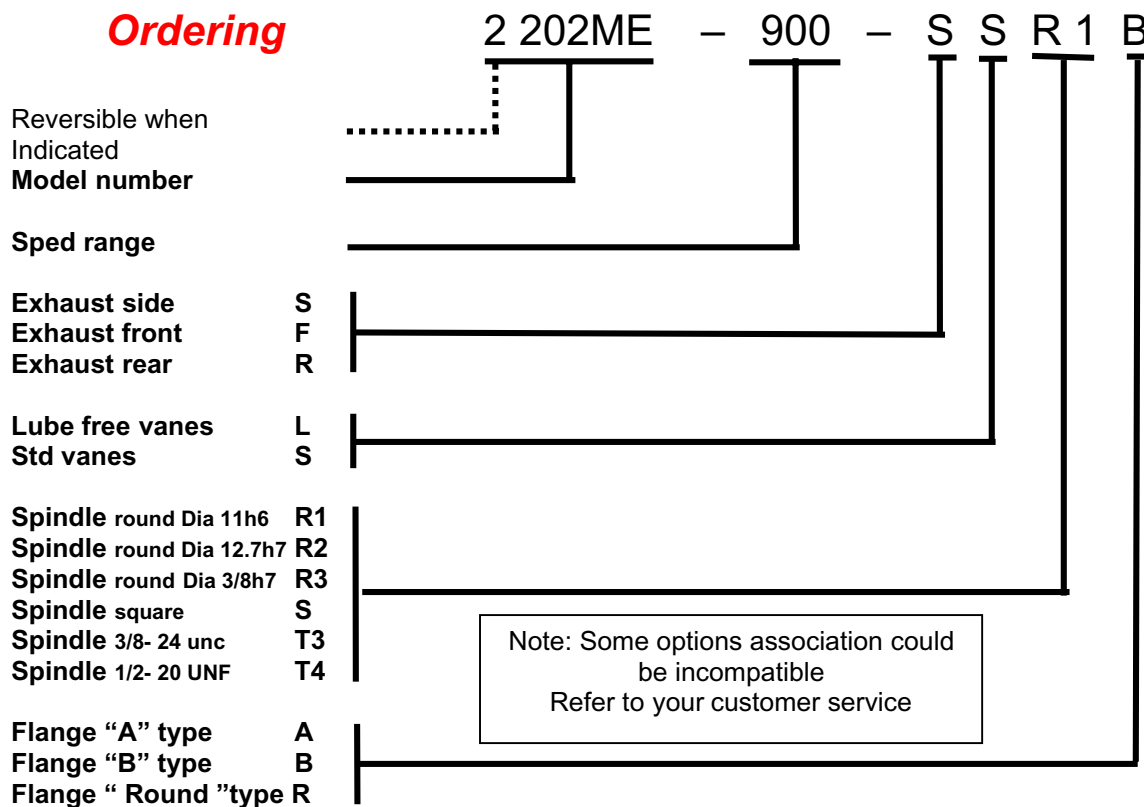 Ordering
2 202ME – 900 – S S R 1 B
Reversible when
Indicated
Model number
Sped range
Exhaust side S
Exhaust front F
Exhaust rear R
Lube free vanes L
Std vanes S
Spindle round Dia 11h6 R1
Spindle round Dia 12.7h7 R2
Spindle round Dia 3/8h7 R3
Spindle square S
Spindle 3/8- 24 unc T3
Spindle 1/2- 20 UNF T4
Note: Some options association could
be incompatible
Refer to your customer service
Flange “A” type A
Flange “B” type B
Flange “ Round ”type R